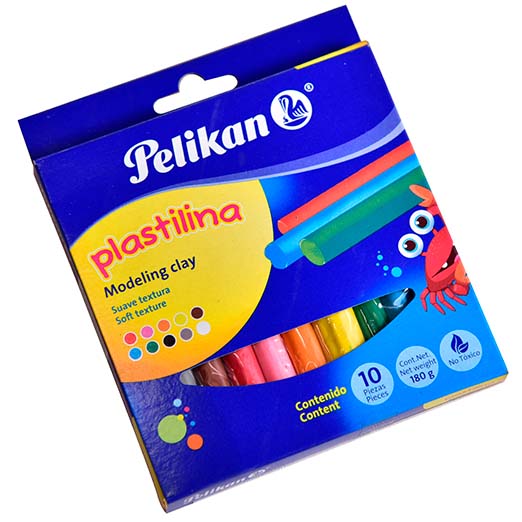 Pelikan
®
plastilina
Modeling clay
Suave textura
Soft texture
Contenido
Content
10
Piezas
Pieces
Cont.Net.
Net weight
180 g
No Tóxico
Pelikan